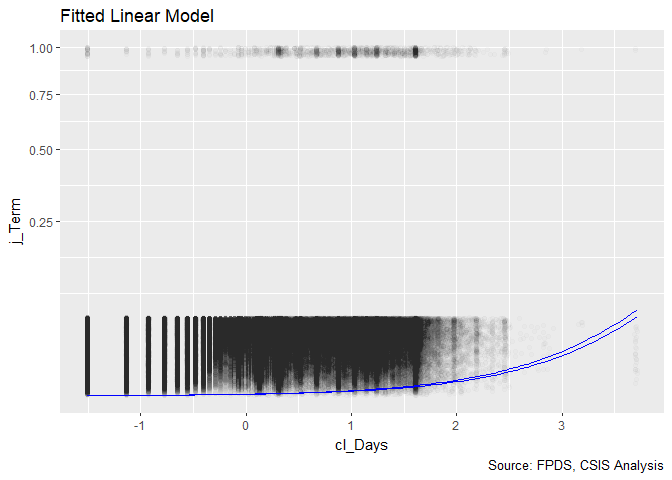 Fitted Linear Model
1.00
0.75
0.50
0.25
j_Term
-1
0
1
2
3
cl_Days
Source: FPDS, CSIS Analysis